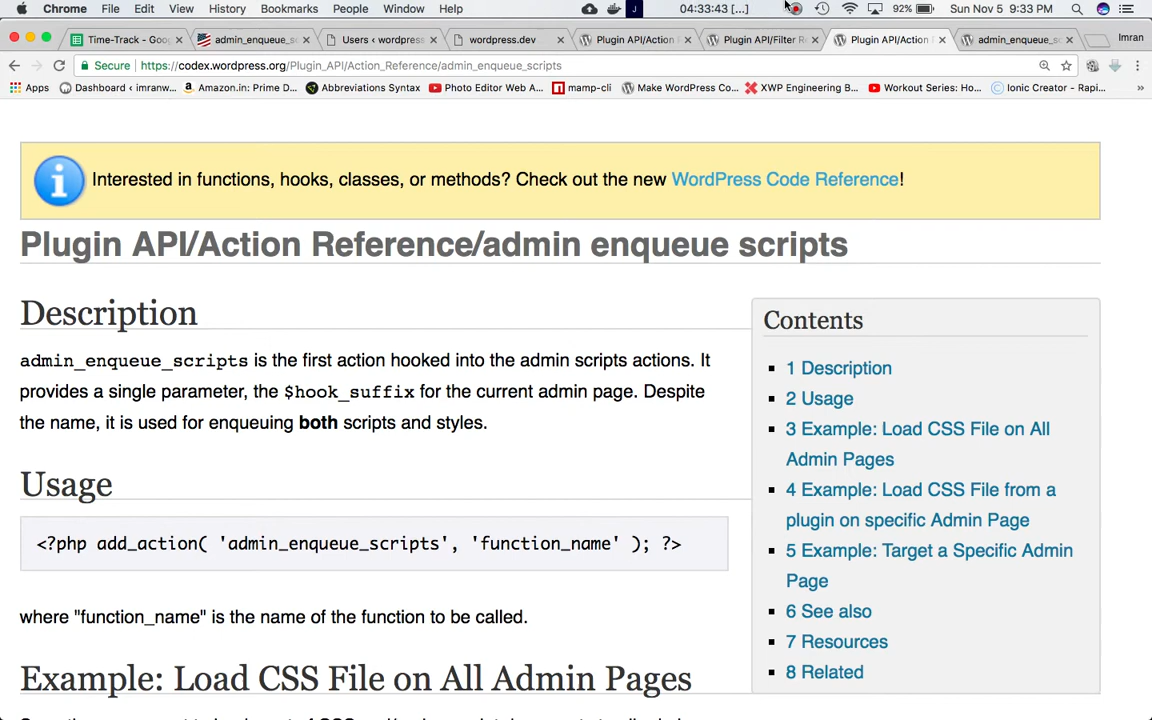 Chrome File Edit View History Bookmarks People Window Help J 04:33:43 [...] 92% Sun Nov 5 9:33 PM
Time-Track - Goo admin_enqueue_s Users ‹ wordpress wordpress.dev Plugin API/Action Plugin API/Filter R Plugin API/Action admin_enqueue_s Imran
Secure https://codex.wordpress.org/Plugin_API/Action_Reference/admin_enqueue_scripts
Apps Dashboard ‹ imranw... Amazon.in: Prime D... Abbreviations Syntax Photo Editor Web A... mamp-cli Make WordPress Co... XWP Engineering B... Workout Series: Ho... Ionic Creator - Rapi... »
Interested in functions, hooks, classes, or methods? Check out the new WordPress Code Reference!
Plugin API/Action Reference/admin enqueue scripts
Description
admin_enqueue_scripts is the first action hooked into the admin scripts actions. It
provides a single parameter, the $hook_suffix for the current admin page. Despite
the name, it is used for enqueuing both scripts and styles.
Usage
<?php add_action( 'admin_enqueue_scripts', 'function_name' ); ?>
where "function_name" is the name of the function to be called.
Example: Load CSS File on All Admin Pages
Contents
1 Description
2 Usage
3 Example: Load CSS File on All
Admin Pages
4 Example: Load CSS File from a
plugin on specific Admin Page
5 Example: Target a Specific Admin
Page
6 See also
7 Resources
8 Related